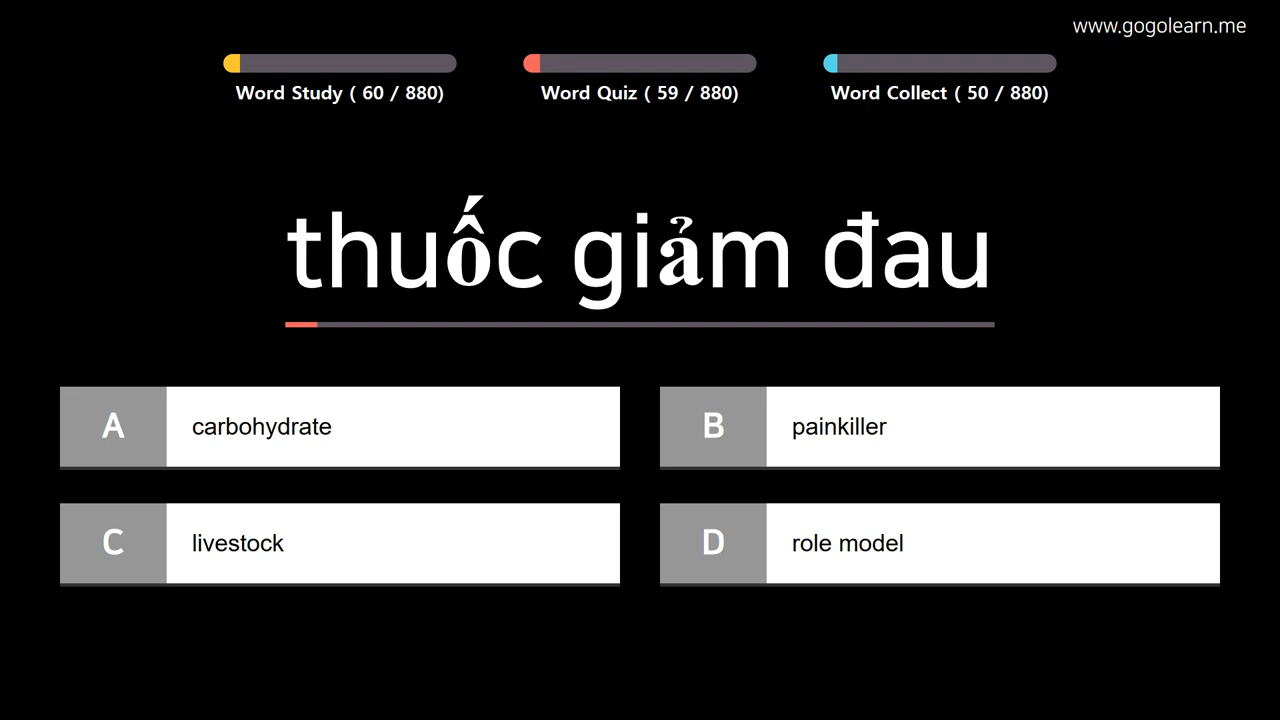 www.gogolearn.me
Word Study ( 60 / 880)
Word Quiz ( 59 / 880)
Word Collect ( 50 / 880)
thuốc giảm đau
A carbohydrate
B painkiller
C livestock
D role model